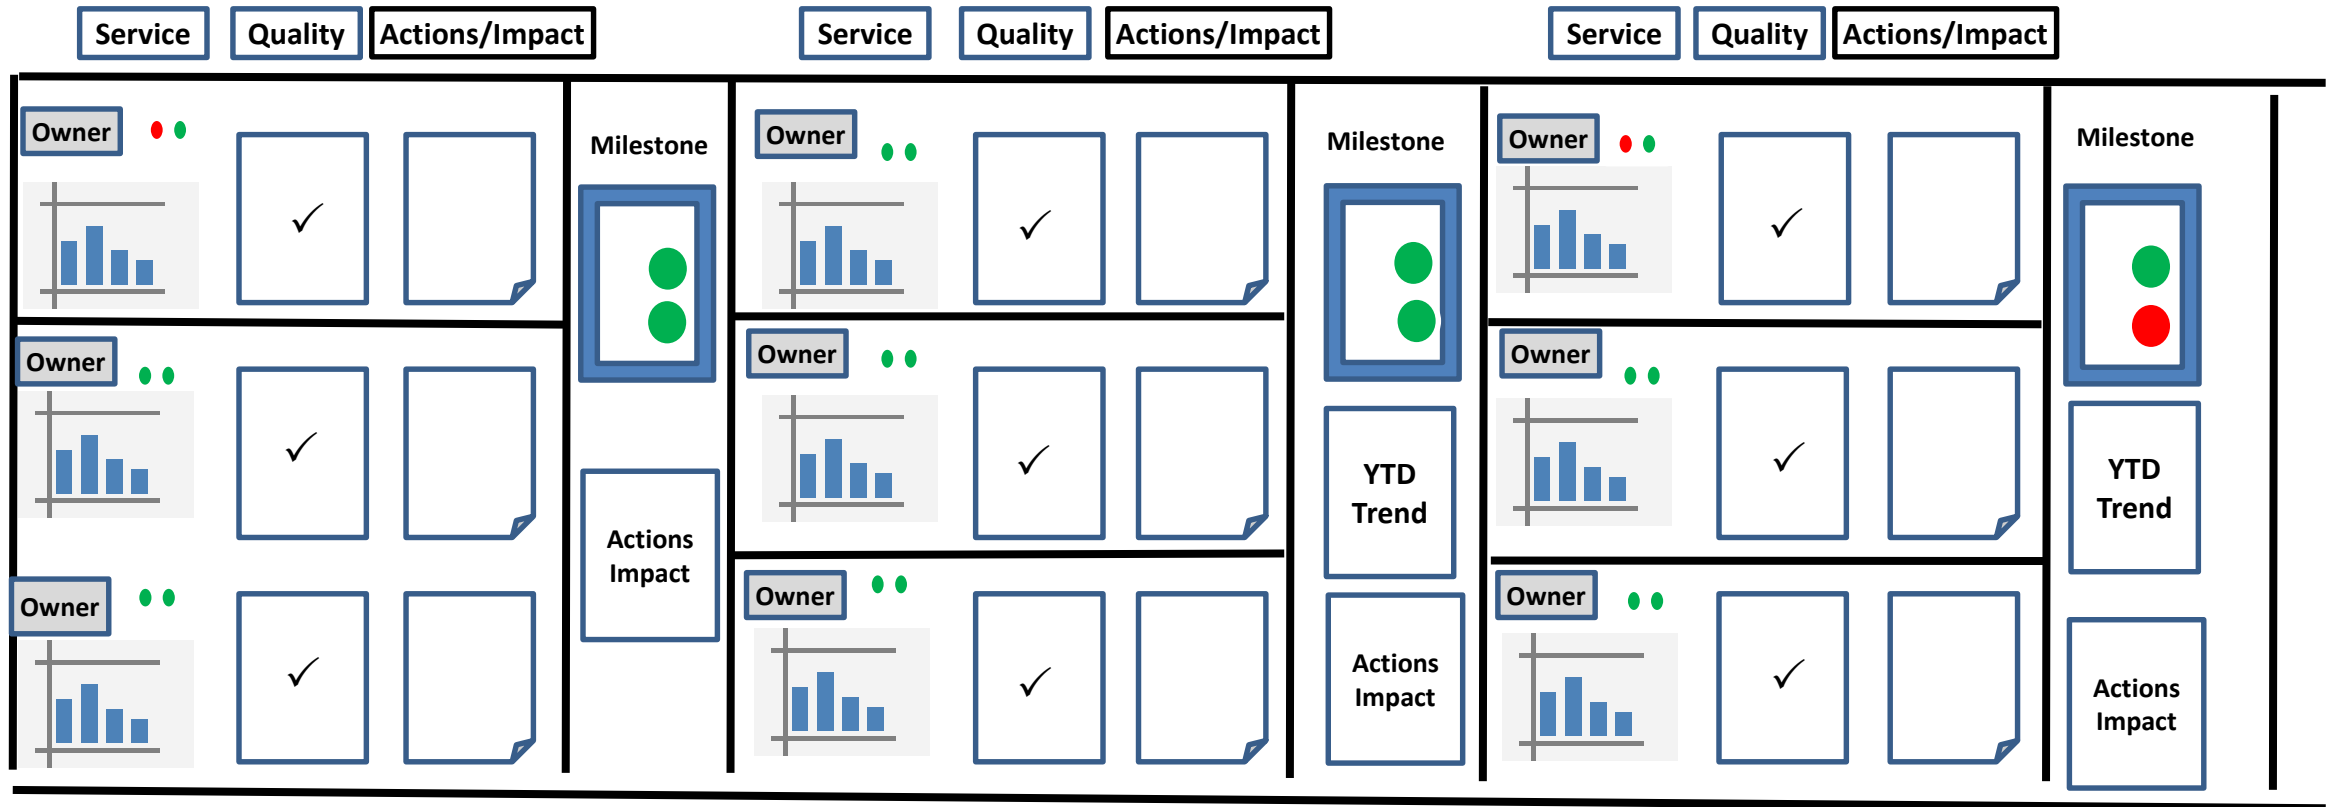 Service Quality Actions/Impact Service Quality Actions/Impact Service Quality Actions/Impact
Owner
Milestone
Owner
Milestone
Owner
Milestone
Owner
Owner
Owner
YTD
Trend
YTD
Trend
Actions
Impact
Owner
Owner
Owner
Actions
Impact
Actions
Impact